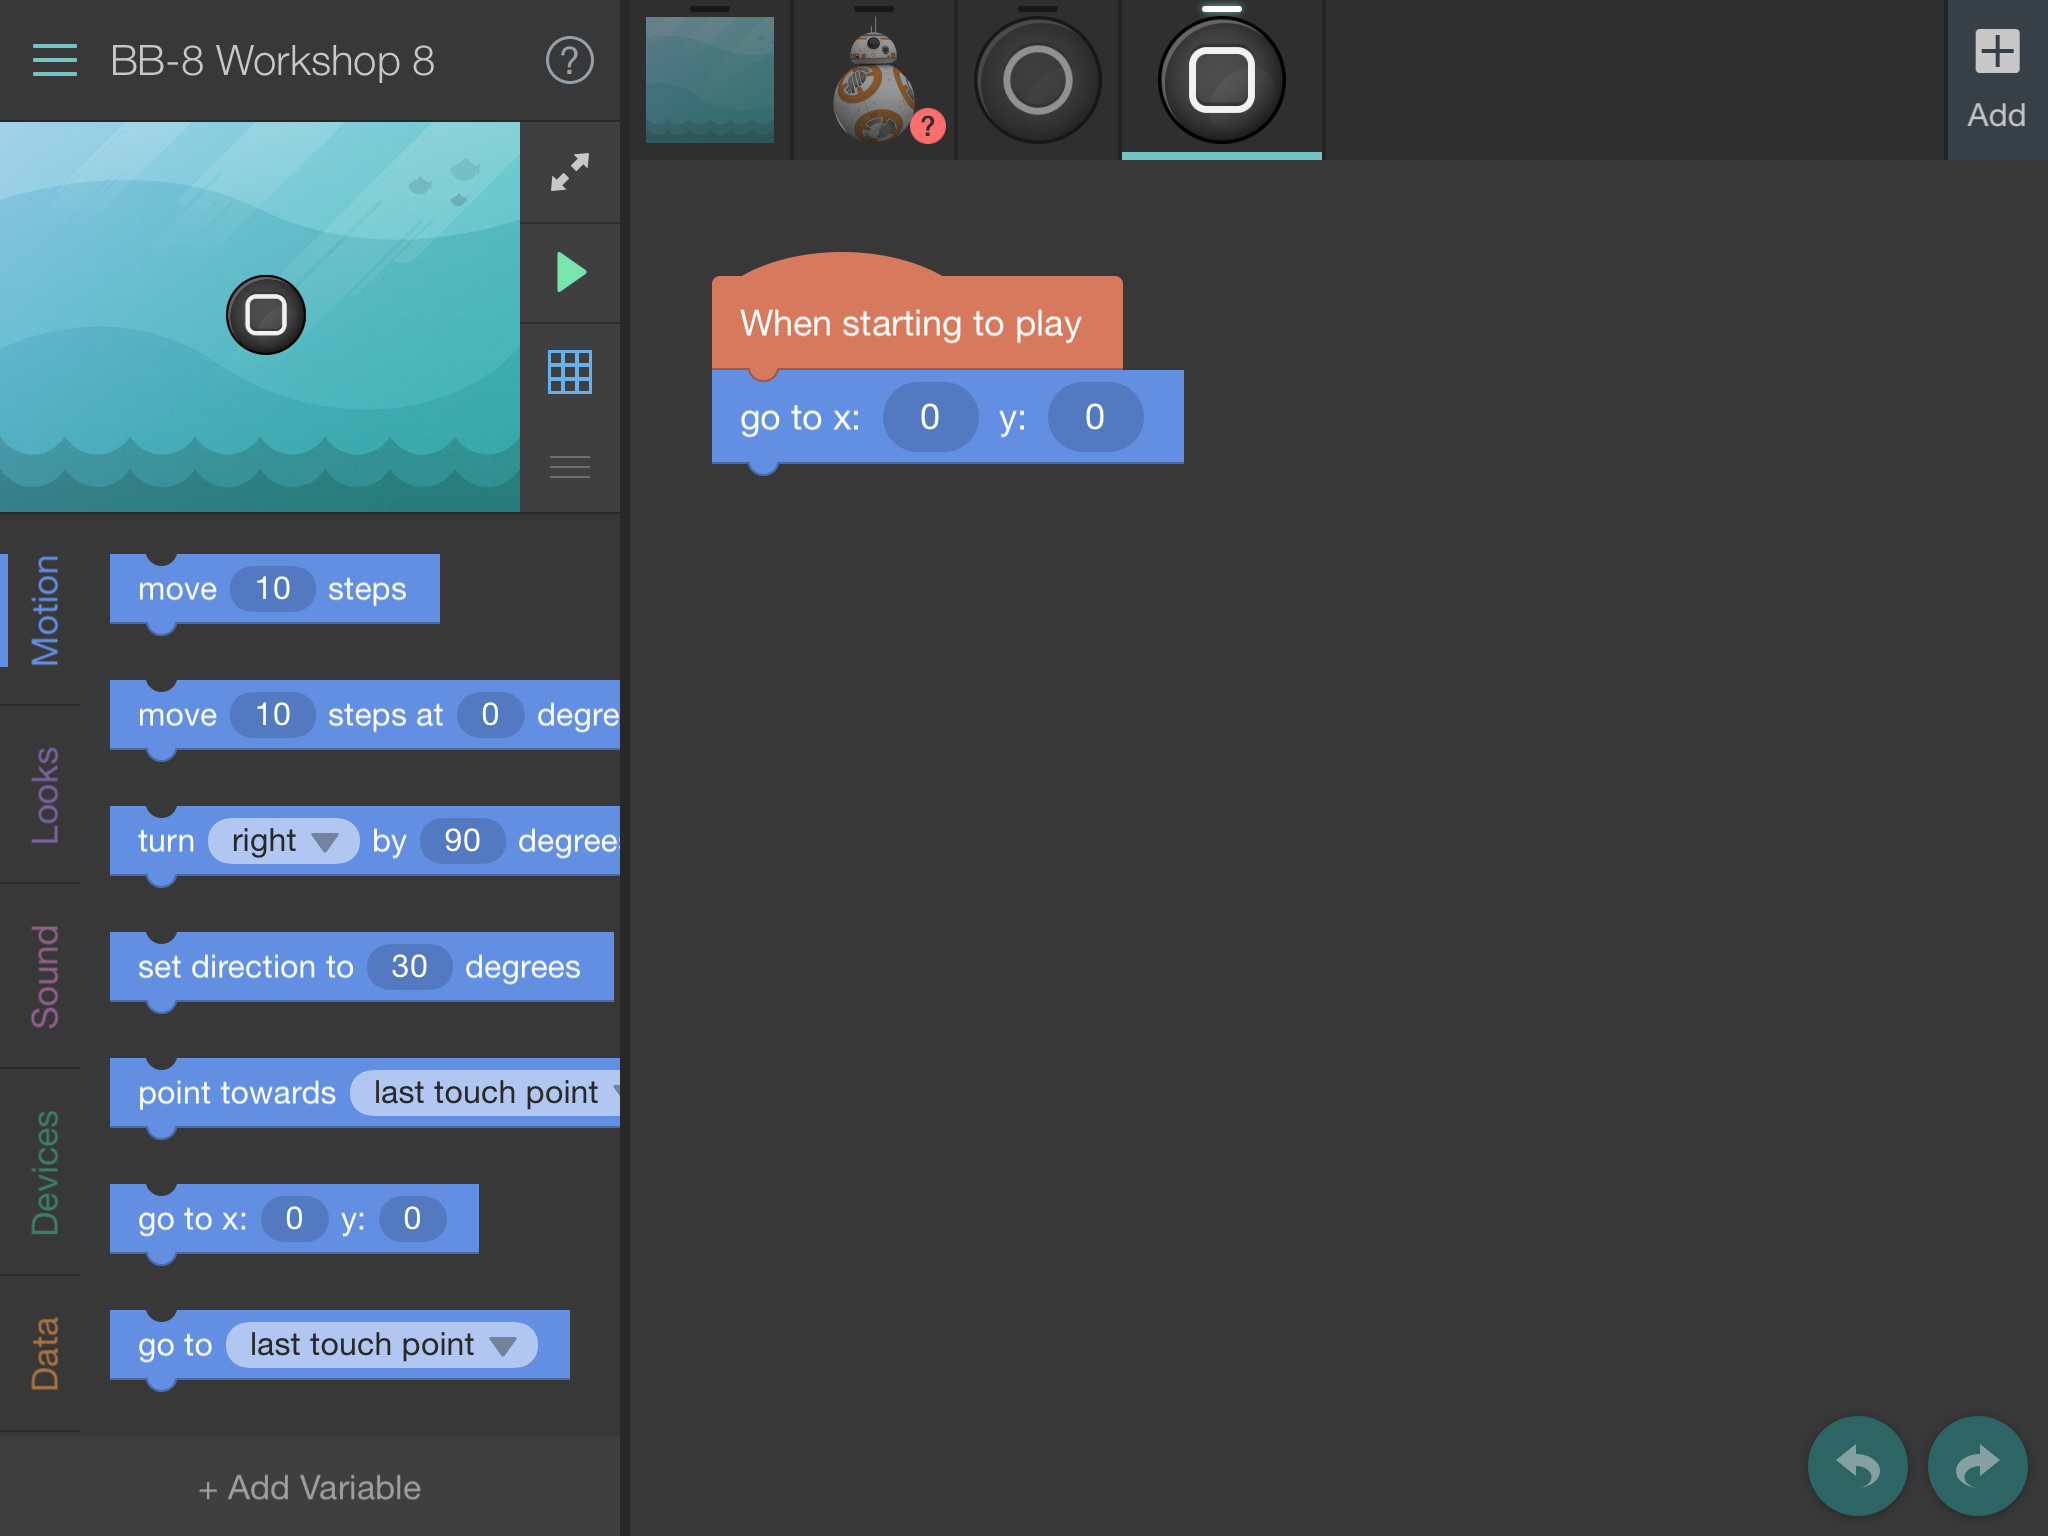 BB-8 Workshop 8
?
?
Add
When starting to play
go to x: 0 y: 0
Motion
Looks
Sound
Devices
Data
move 10 steps
move 10 steps at 0 degre
turn right by 90 degrees
set direction to 30 degrees
point towards last touch point
go to x: 0 y: 0
go to last touch point
+ Add Variable